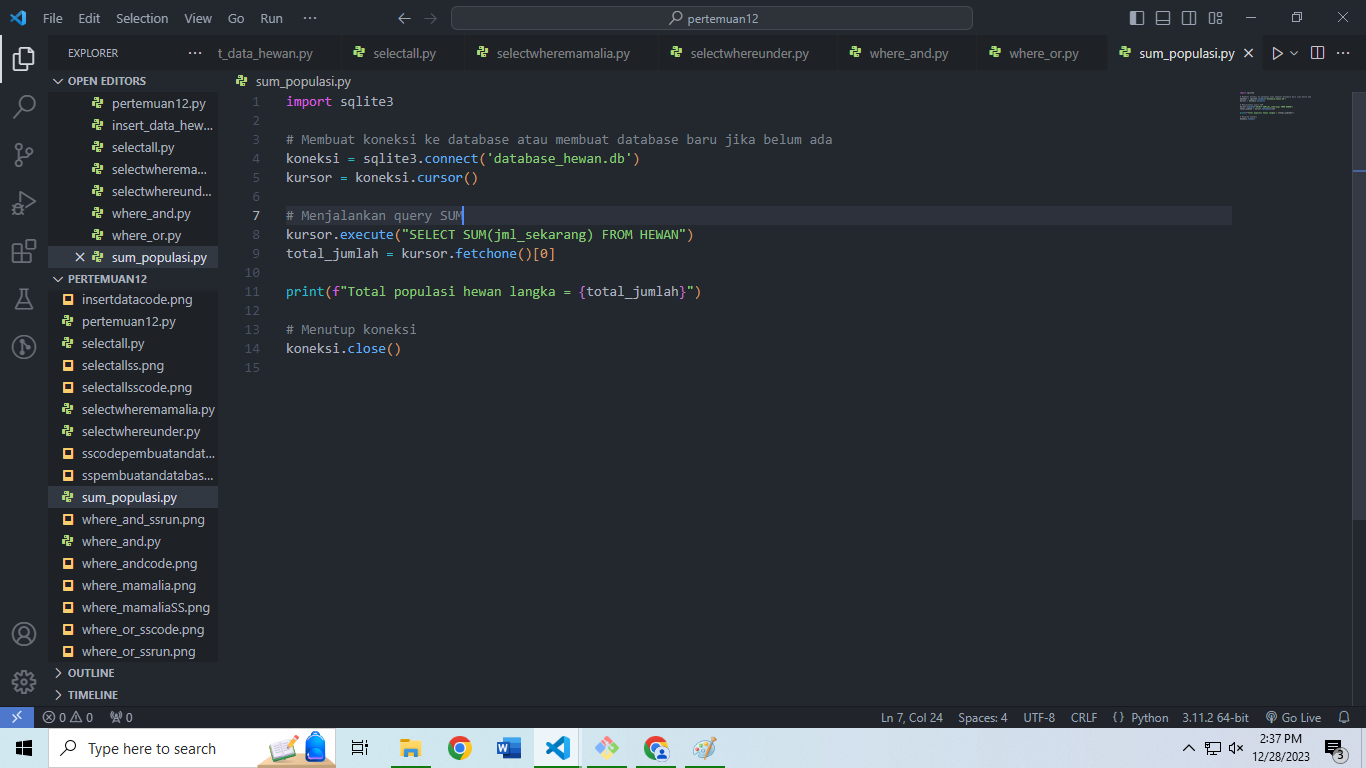 File Edit Selection View Go Run ··· pertemuan12
EXPLORER ··· t_data_hewan.py selectall.py selectwheremamalia.py selectwhereunder.py where_and.py where_or.py sum_populasi.py
OPEN EDITORS
pertemuan12.py
insert_data_hew...
selectall.py
selectwherema...
selectwhereund...
where_and.py
where_or.py
sum_populasi.py
PERTEMUAN12
insertdatacode.png
pertemuan12.py
selectall.py
selectallss.png
selectallsscode.png
selectwheremamalia.py
selectwhereunder.py
sscodepembuatandat...
sspembuatandatabas...
sum_populasi.py
where_and_ssrun.png
where_and.py
where_andcode.png
where_mamalia.png
where_mamaliaSS.png
where_or_sscode.png
where_or_ssrun.png
OUTLINE
TIMELINE
sum_populasi.py
1 import sqlite3
2
3 # Membuat koneksi ke database atau membuat database baru jika belum ada
4 koneksi = sqlite3.connect('database_hewan.db')
5 kursor = koneksi.cursor()
6
7 # Menjalankan query SUM
8 kursor.execute("SELECT SUM(jml_sekarang) FROM HEWAN")
9 total_jumlah = kursor.fetchone()[0]
10
11 print(f"Total populasi hewan langka = {total_jumlah}")
12
13 # Menutup koneksi
14 koneksi.close()
15
0 0 0 Ln 7, Col 24 Spaces: 4 UTF-8 CRLF {} Python 3.11.2 64-bit Go Live
Type here to search
2:37 PM
12/28/2023
3